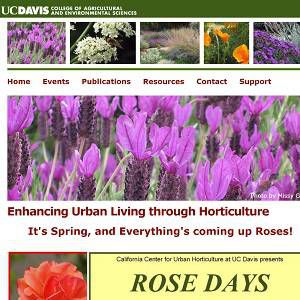 UCDAVIS COLLEGE OF AGRICULTURAL
AND ENVIRONMENTAL SCIENCES
Home Events Publications Resources Contact Support
Photo by Missy
Enhancing Urban Living through Horticulture
It's Spring, and Everything's coming up Roses!
California Center for Urban Horticulture at UC Davis presents
ROSE DAYS